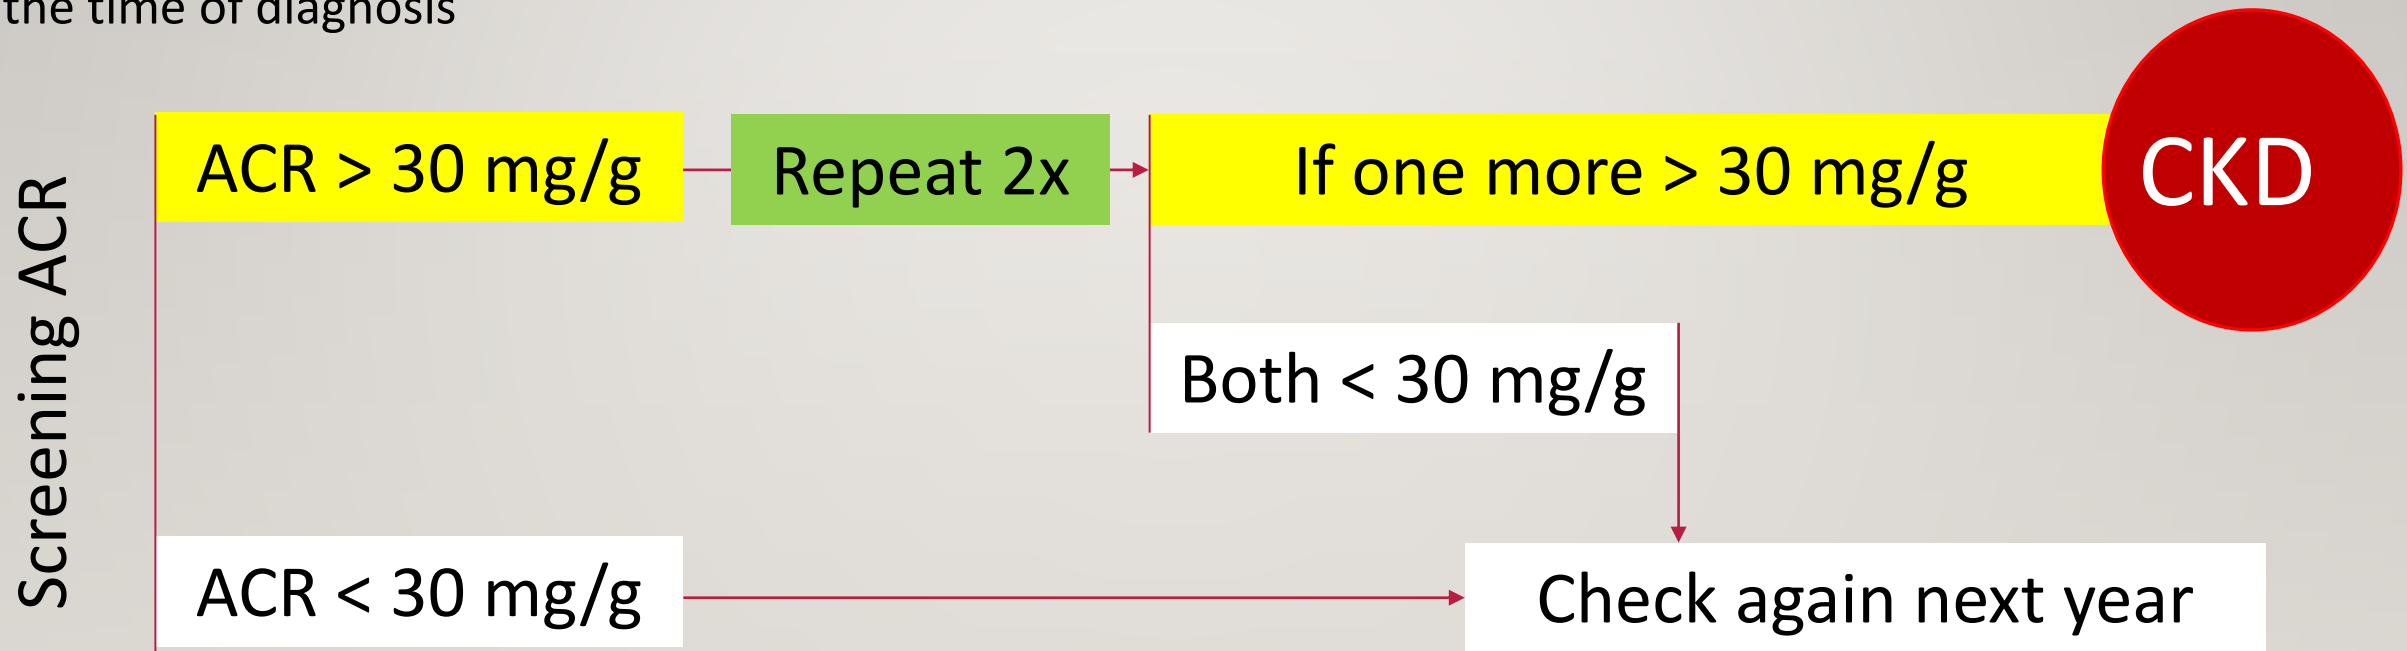 the time of diagnosis
Screening ACR
ACR > 30 mg/g
Repeat 2x
If one more > 30 mg/g
CKD
Both < 30 mg/g
ACR < 30 mg/g
Check again next year